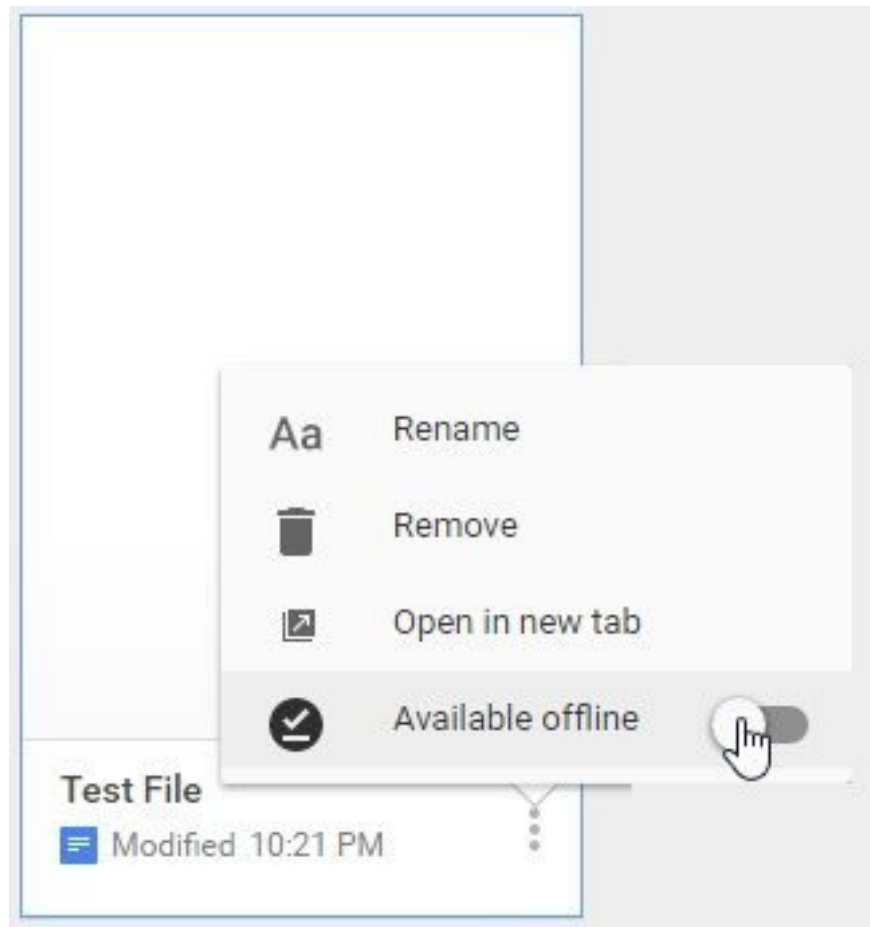 Aa Rename
Remove
Open in new tab
Available offline
Test File
Modified 10:21 PM